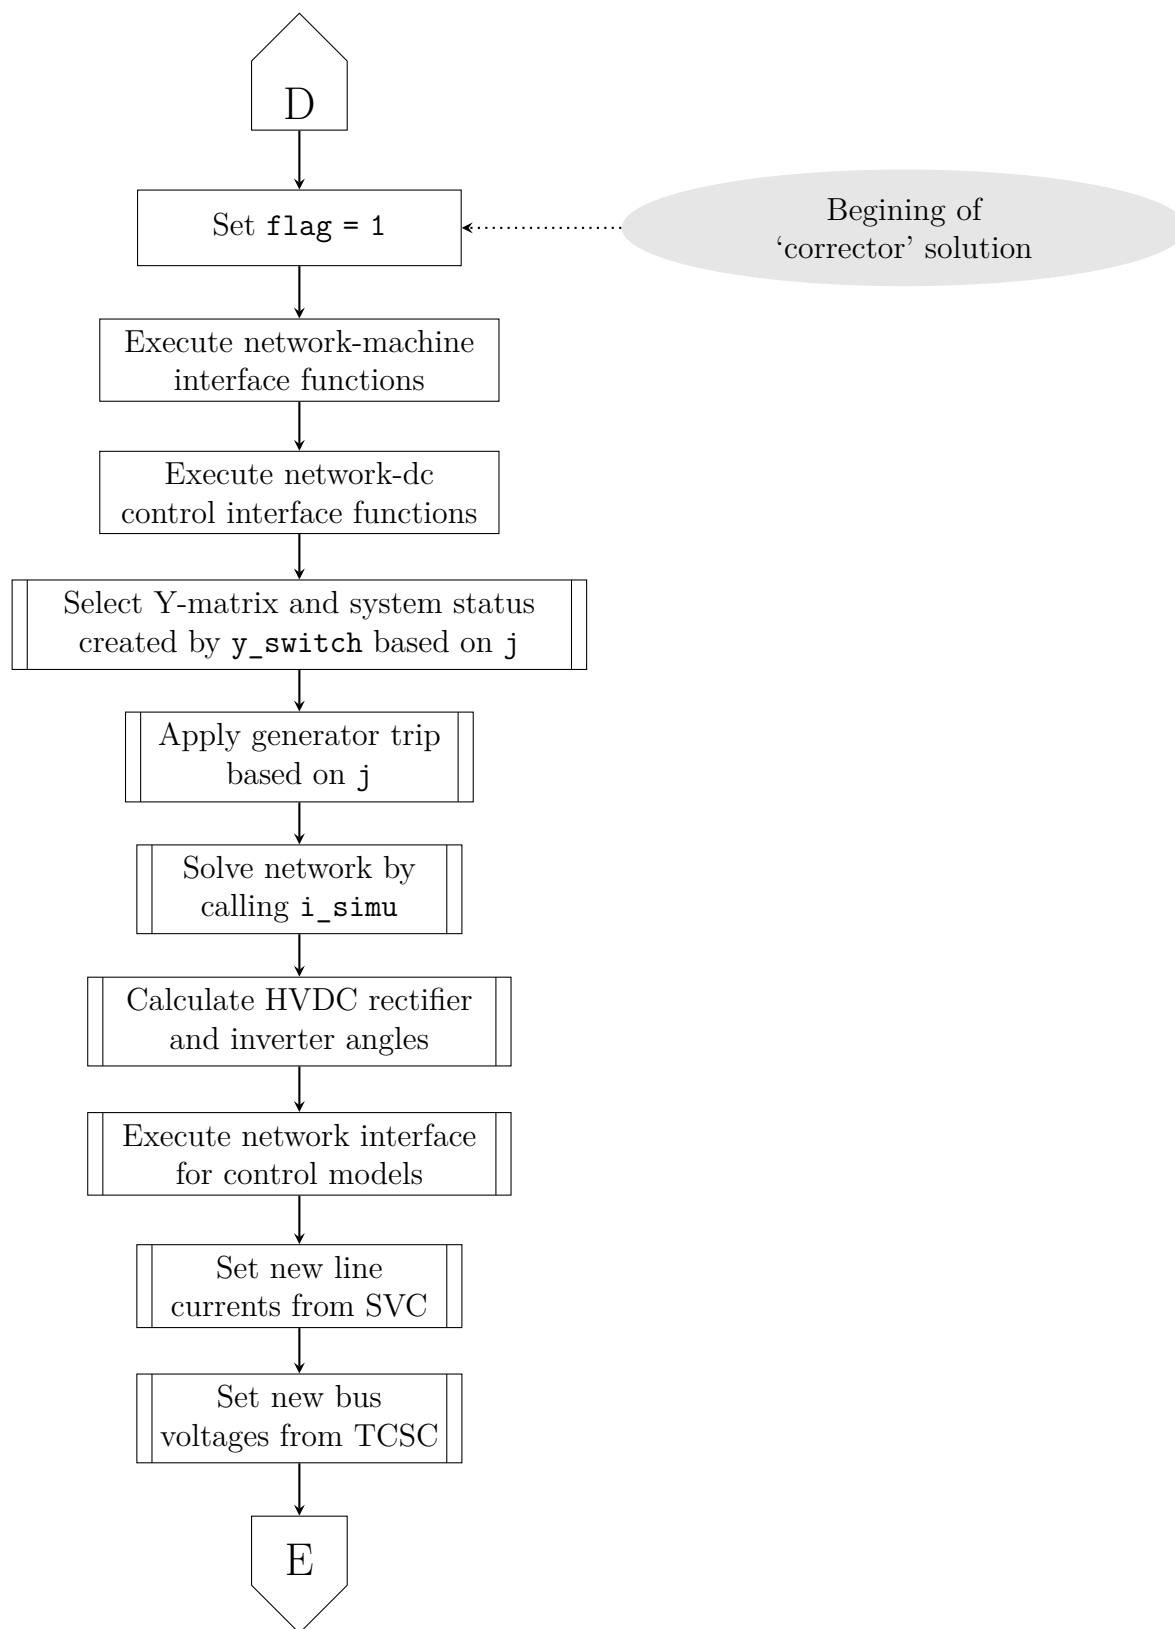 D
Set flag = 1
Begining of
‘corrector’ solution
Execute network-machine
interface functions
Execute network-dc
control interface functions
Select Y-matrix and system status
created by y_switch based on j
Apply generator trip
based on j
Solve network by
calling i_simu
Calculate HVDC rectifier
and inverter angles
Execute network interface
for control models
Set new line
currents from SVC
Set new bus
voltages from TCSC
E